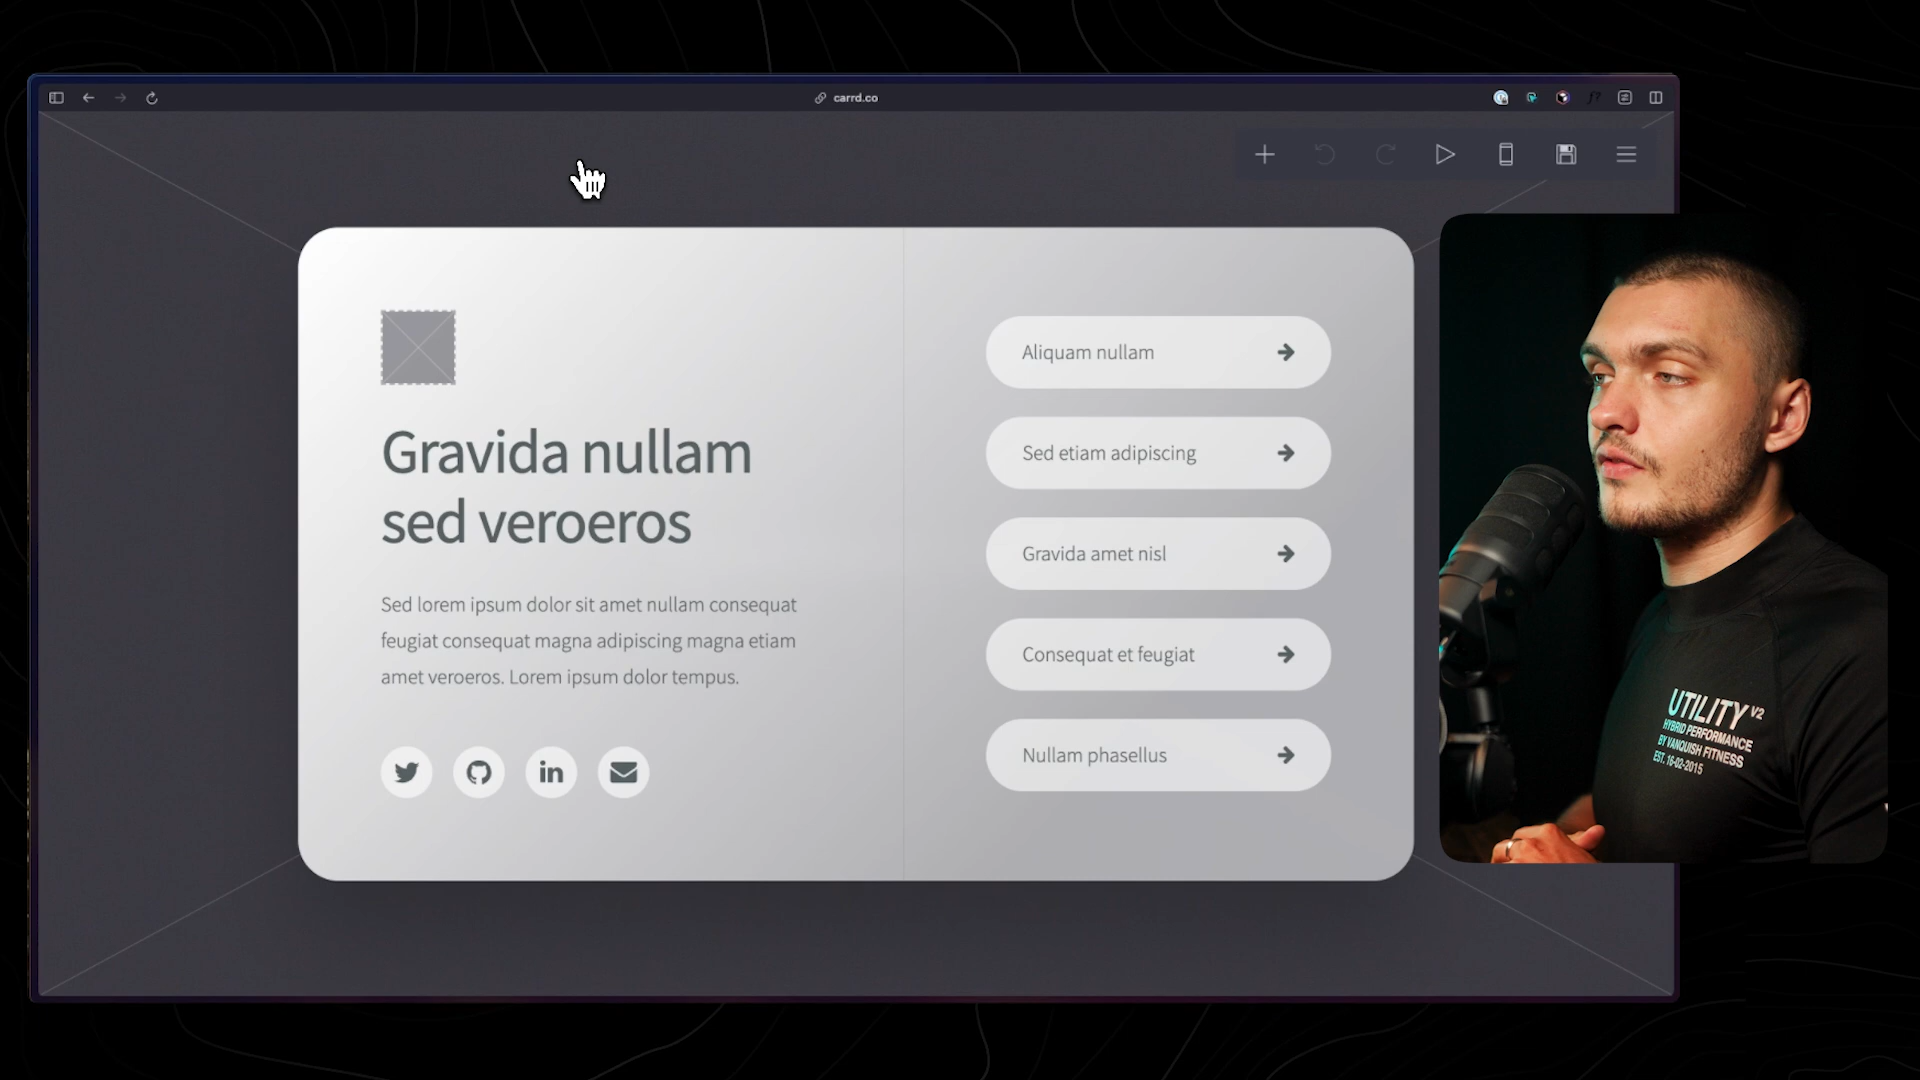 carrd.co
Gravida nullam
sed veroeros
Sed lorem ipsum dolor sit amet nullam consequat
feugiat consequat magna adipiscing magna etiam
amet veroeros. Lorem ipsum dolor tempus.
Aliquam nullam
Sed etiam adipiscing
Gravida amet nisl
Consequat et feugiat
Nullam phasellus
UTILITY V2
HYBRID PERFORMANCE
BY VANQUISH FITNESS
EST. 16-02-2015